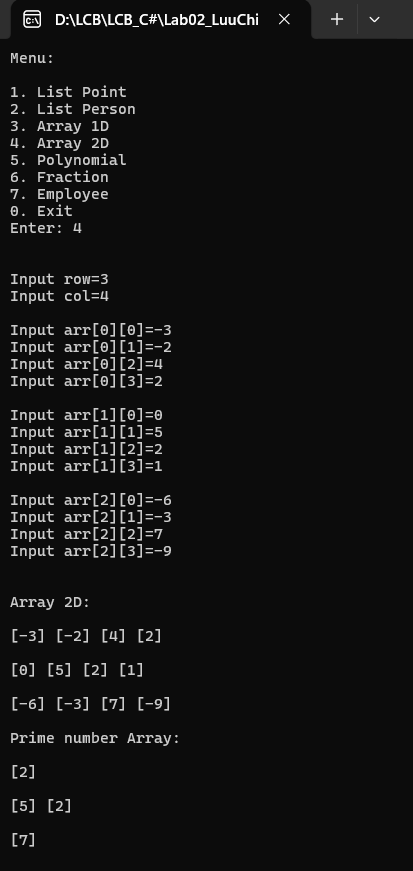 D:\LCB\LCB_C#\Lab02_LuuChi
Menu:
1. List Point
2. List Person
3. Array 1D
4. Array 2D
5. Polynomial
6. Fraction
7. Employee
0. Exit
Enter: 4
Input row=3
Input col=4
Input arr[0][0]=-3
Input arr[0][1]=-2
Input arr[0][2]=4
Input arr[0][3]=2
Input arr[1][0]=0
Input arr[1][1]=5
Input arr[1][2]=2
Input arr[1][3]=1
Input arr[2][0]=-6
Input arr[2][1]=-3
Input arr[2][2]=7
Input arr[2][3]=-9
Array 2D:
[-3] [-2] [4] [2]
[0] [5] [2] [1]
[-6] [-3] [7] [-9]
Prime number Array:
[2]
[5] [2]
[7]